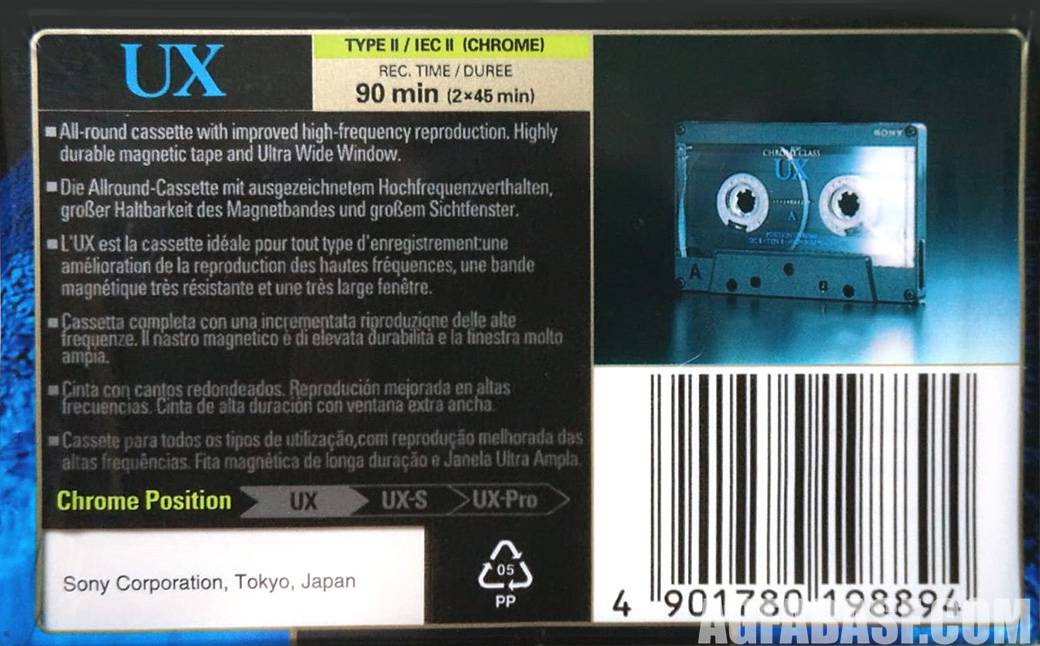 UX
TYPE II / IEC II (CHROME)
REC. TIME / DUREE
90 min (2×45 min)
■ All-round cassette with improved high-frequency reproduction. Highly
durable magnetic tape and Ultra Wide Window.
■ Die Allround-Cassette mit ausgezeichnetem Hochfrequenzverthalten,
großer Haltbarkeit des Magnetbandes und großem Sichtfenster.
■ L'UX est la cassette idéale pour tout type d'enregistrement:une
amélioration de la reproduction des hautes fréquences, une bande
magnétique très résistante et une très large fenêtre.
■ Cassetta completa con una incrementata riproduzione delle alte
frequenze. Il nastro magnetico è di elevata durabilità e la finestra molto
ampia.
■ Cinta con cantos redondeados. Reprodución mejorada en altas
frecuencias. Cinta de alta duración con ventana extra ancha.
■ Cassete para todos os tipos de utilização,com reprodução melhorada das
altas frequências. Fita magnética de longa duração e Janela Ultra Ampla.
Chrome Position UX UX-S UX-Pro
Sony Corporation, Tokyo, Japan
05
PP
SONY
CHROME CLASS
UX
A
A
4 901780 198894
AGFABASF.COM